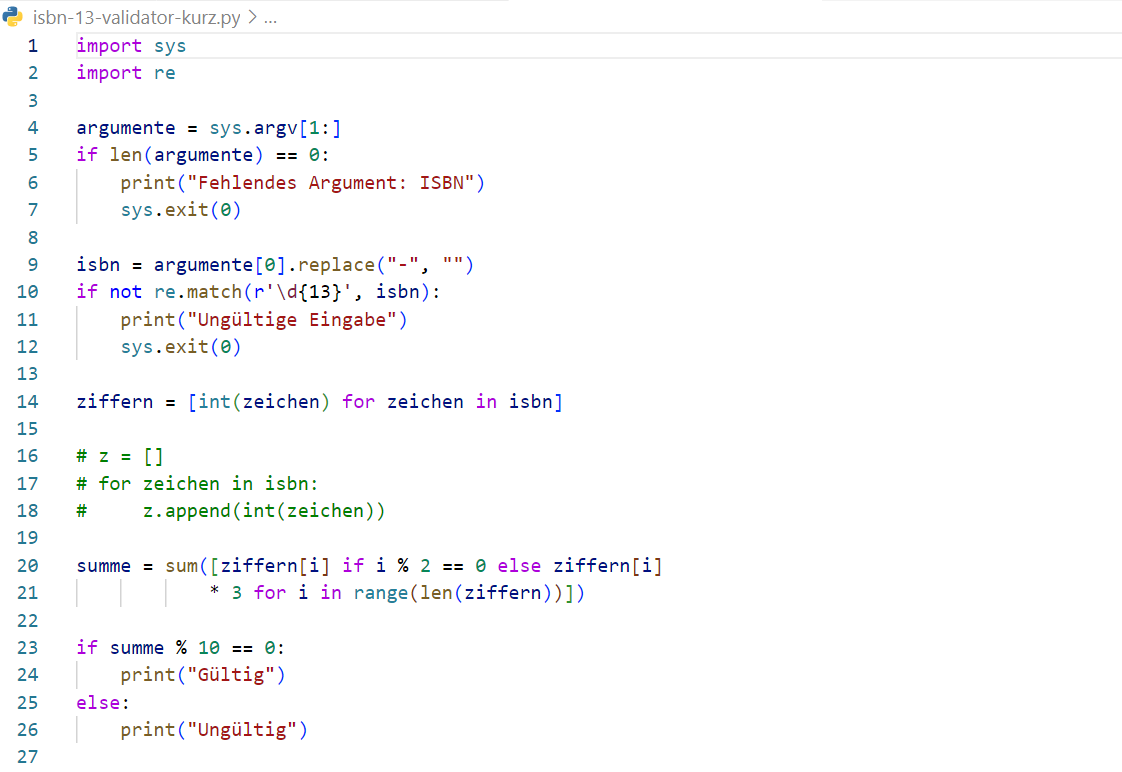 isbn-13-validator-kurz.py > ...
1 import sys
2 import re
3
4 argumente = sys.argv[1:]
5 if len(argumente) == 0:
6     print("Fehlendes Argument: ISBN")
7     sys.exit(0)
8
9 isbn = argumente[0].replace("-", "")
10 if not re.match(r'\d{13}', isbn):
11     print("Ungültige Eingabe")
12     sys.exit(0)
13
14 ziffern = [int(zeichen) for zeichen in isbn]
15
16 # z = []
17 # for zeichen in isbn:
18 #     z.append(int(zeichen))
19
20 summe = sum([ziffern[i] if i % 2 == 0 else ziffern[i]
21             * 3 for i in range(len(ziffern))])
22
23 if summe % 10 == 0:
24     print("Gültig")
25 else:
26     print("Ungültig")
27